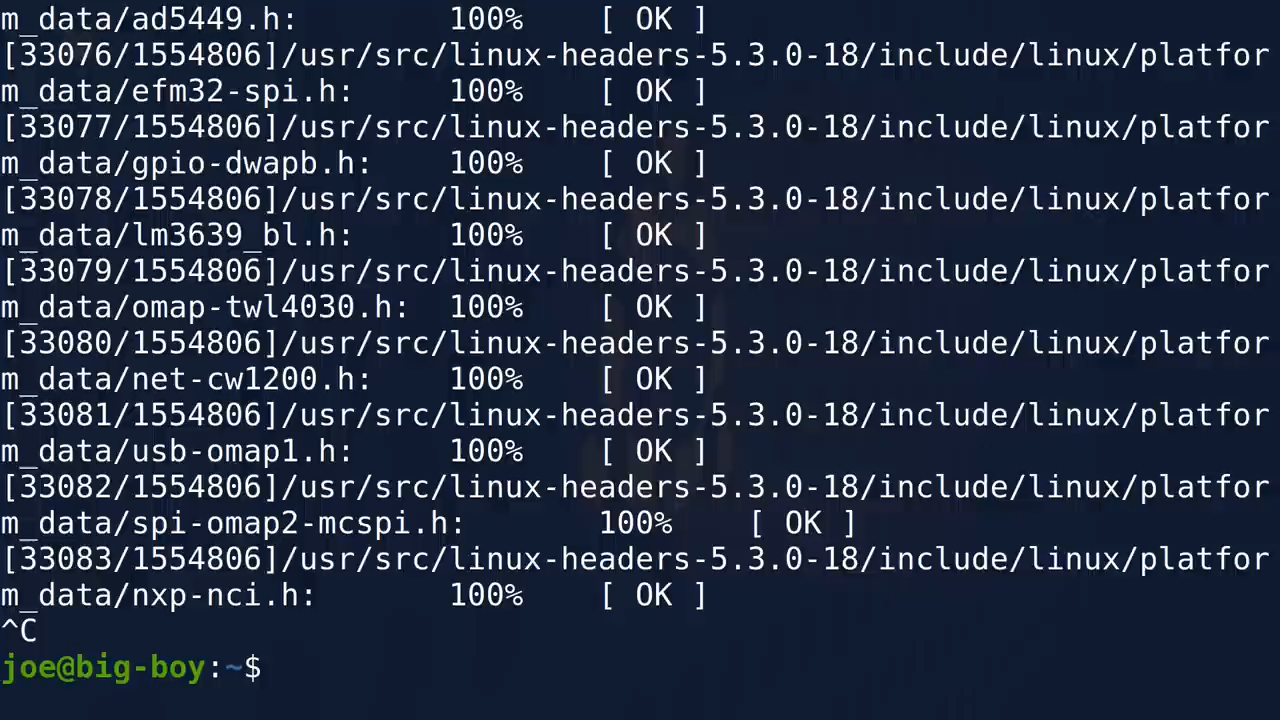 m_data/ad5449.h:        100%    [ OK ]
[33076/1554806]/usr/src/linux-headers-5.3.0-18/include/linux/platfor
m_data/efm32-spi.h:     100%    [ OK ]
[33077/1554806]/usr/src/linux-headers-5.3.0-18/include/linux/platfor
m_data/gpio-dwapb.h:    100%    [ OK ]
[33078/1554806]/usr/src/linux-headers-5.3.0-18/include/linux/platfor
m_data/lm3639_bl.h:     100%    [ OK ]
[33079/1554806]/usr/src/linux-headers-5.3.0-18/include/linux/platfor
m_data/omap-twl4030.h:  100%    [ OK ]
[33080/1554806]/usr/src/linux-headers-5.3.0-18/include/linux/platfor
m_data/net-cw1200.h:    100%    [ OK ]
[33081/1554806]/usr/src/linux-headers-5.3.0-18/include/linux/platfor
m_data/usb-omap1.h:     100%    [ OK ]
[33082/1554806]/usr/src/linux-headers-5.3.0-18/include/linux/platfor
m_data/spi-omap2-mcspi.h:       100%    [ OK ]
[33083/1554806]/usr/src/linux-headers-5.3.0-18/include/linux/platfor
m_data/nxp-nci.h:       100%    [ OK ]
^C
joe@big-boy:~$